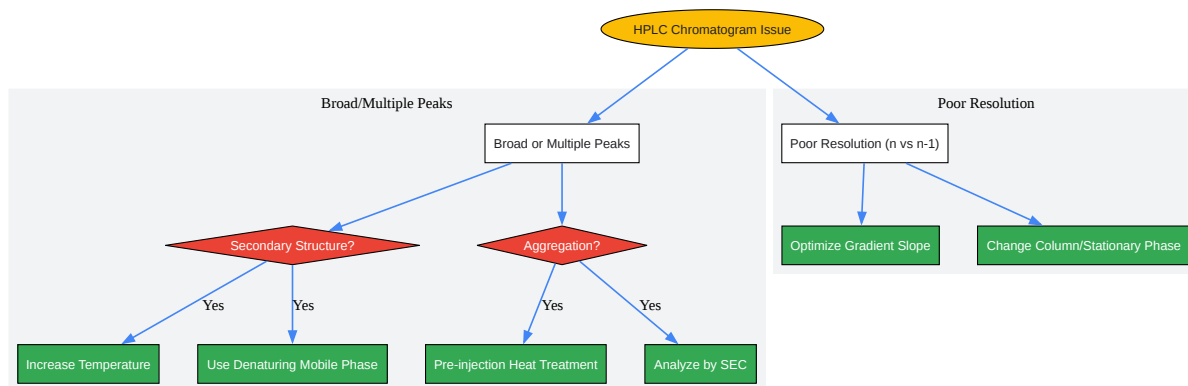 HPLC Chromatogram Issue
Broad/Multiple Peaks
Poor Resolution
Broad or Multiple Peaks
Poor Resolution (n vs n-1)
Secondary Structure?
Aggregation?
Optimize Gradient Slope
Change Column/Stationary Phase
Yes
Yes
Yes
Yes
Increase Temperature
Use Denaturing Mobile Phase
Pre-injection Heat Treatment
Analyze by SEC